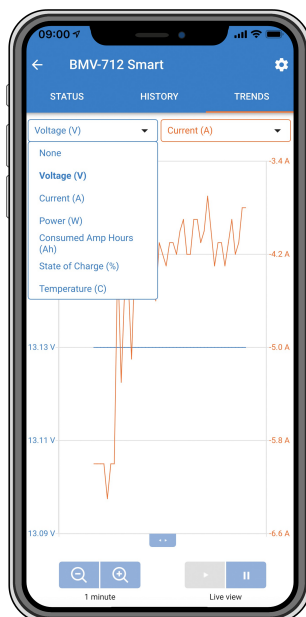 09:00
BMV-712 Smart
STATUS HISTORY TRENDS
Voltage (V) Current (A)
None
Voltage (V)
Current (A)
Power (W)
Consumed Amp Hours
(Ah)
State of Charge (%)
Temperature (C)
-3.4 A
-4.2 A
13.13 V -5.0 A
13.11 V -5.8 A
13.09 V -6.6 A
1 minute Live view